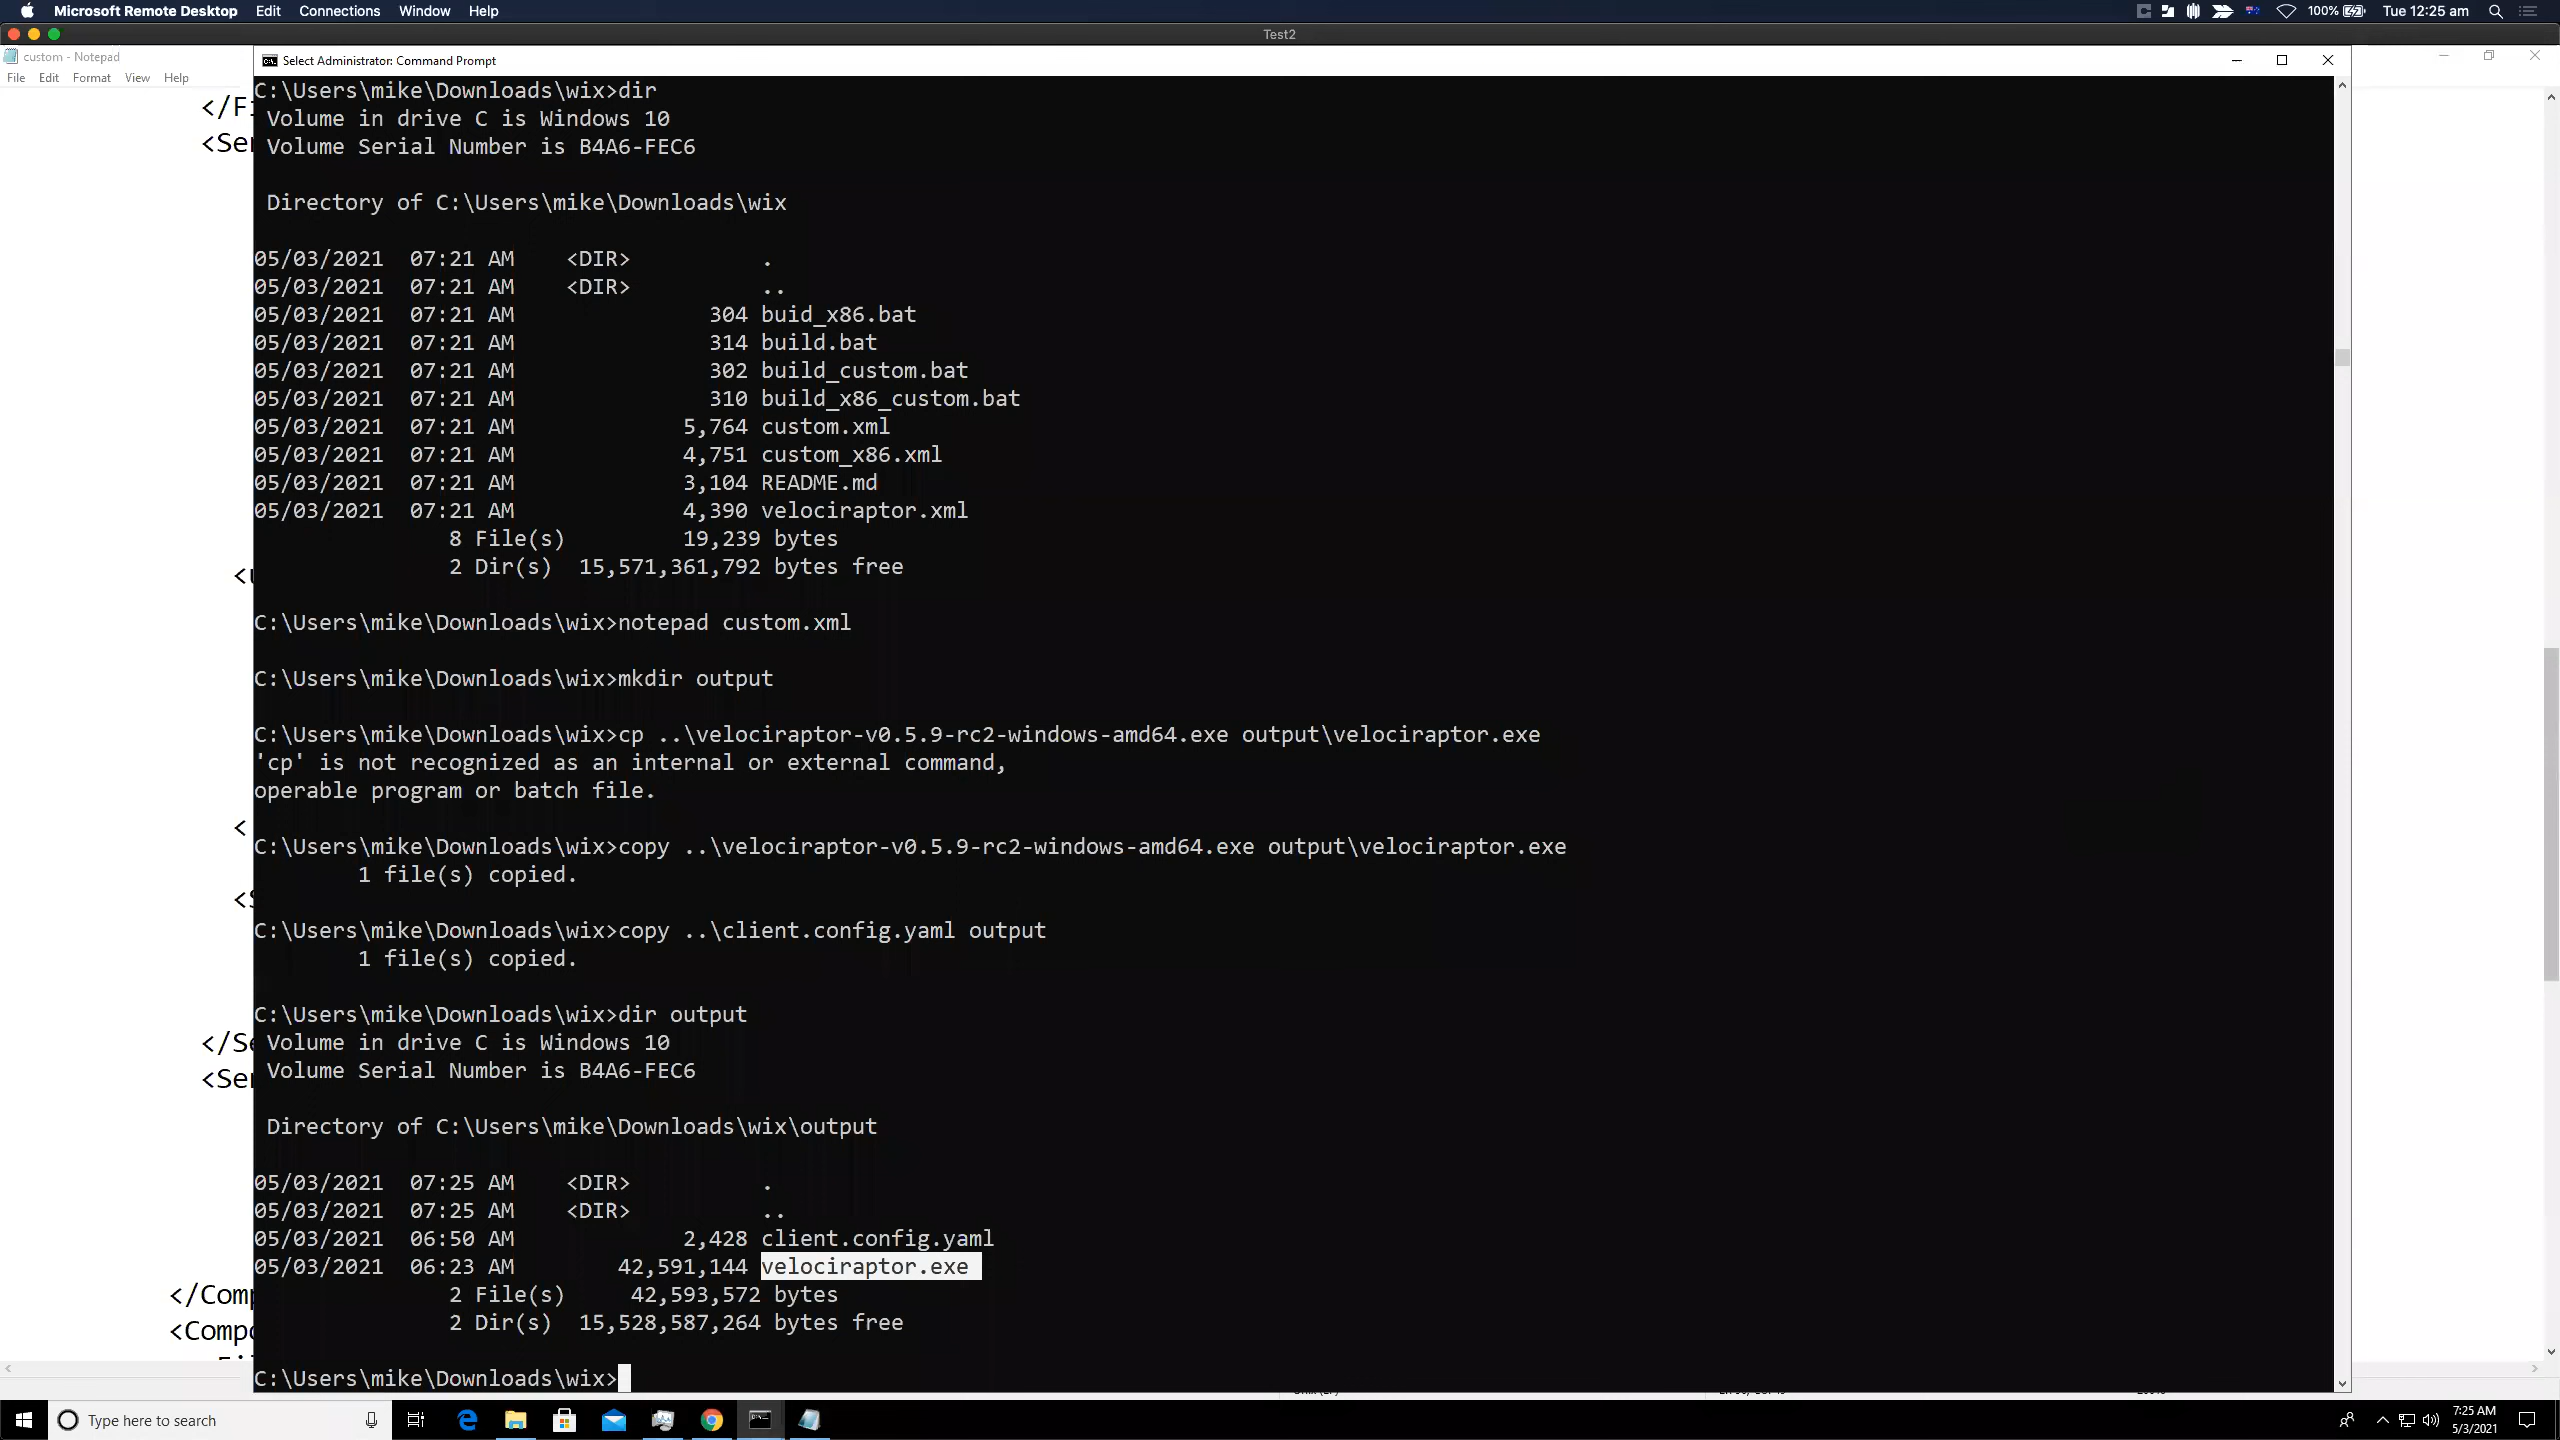 Microsoft Remote Desktop Edit Connections Window Help 100% Tue 12:25 am
Test2
custom - Notepad
File Edit Format View Help
Select Administrator: Command Prompt
C:\Users\mike\Downloads\wix>dir
Volume in drive C is Windows 10
Volume Serial Number is B4A6-FEC6
Directory of C:\Users\mike\Downloads\wix
05/03/2021 07:21 AM <DIR> .
05/03/2021 07:21 AM <DIR> ..
05/03/2021 07:21 AM 304 buid_x86.bat
05/03/2021 07:21 AM 314 build.bat
05/03/2021 07:21 AM 302 build_custom.bat
05/03/2021 07:21 AM 310 build_x86_custom.bat
05/03/2021 07:21 AM 5,764 custom.xml
05/03/2021 07:21 AM 4,751 custom_x86.xml
05/03/2021 07:21 AM 3,104 README.md
05/03/2021 07:21 AM 4,390 velociraptor.xml
8 File(s) 19,239 bytes
2 Dir(s) 15,571,361,792 bytes free
C:\Users\mike\Downloads\wix>notepad custom.xml
C:\Users\mike\Downloads\wix>mkdir output
C:\Users\mike\Downloads\wix>cp ..\velociraptor-v0.5.9-rc2-windows-amd64.exe output\velociraptor.exe
'cp' is not recognized as an internal or external command,
operable program or batch file.
C:\Users\mike\Downloads\wix>copy ..\velociraptor-v0.5.9-rc2-windows-amd64.exe output\velociraptor.exe
1 file(s) copied.
C:\Users\mike\Downloads\wix>copy ..\client.config.yaml output
1 file(s) copied.
C:\Users\mike\Downloads\wix>dir output
Volume in drive C is Windows 10
Volume Serial Number is B4A6-FEC6
Directory of C:\Users\mike\Downloads\wix\output
05/03/2021 07:25 AM <DIR> .
05/03/2021 07:25 AM <DIR> ..
05/03/2021 06:50 AM 2,428 client.config.yaml
05/03/2021 06:23 AM 42,591,144 velociraptor.exe
2 File(s) 42,593,572 bytes
2 Dir(s) 15,528,587,264 bytes free
C:\Users\mike\Downloads\wix>
Type here to search
7:25 AM
5/3/2021